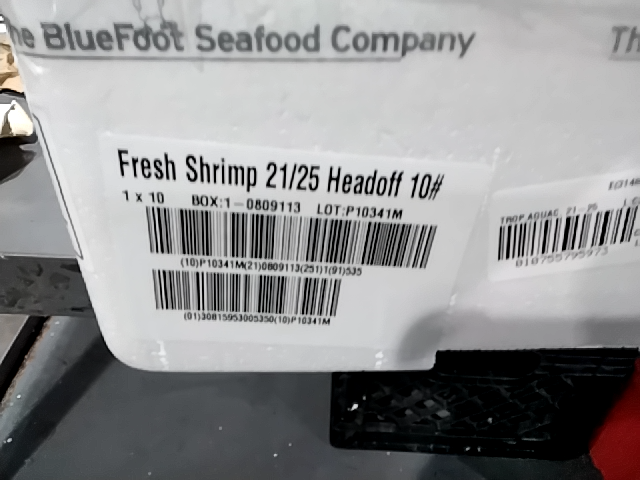 The BlueFoot Seafood Company
Th
Fresh Shrimp 21/25 Headoff 10#
1 x 10 BOX:1-0809113 LOT:P10341M
(10)P10341M(21)0809113(251)1(91)535
(01)30815953005350(10)P10341M
TROP AQUAC 21-25